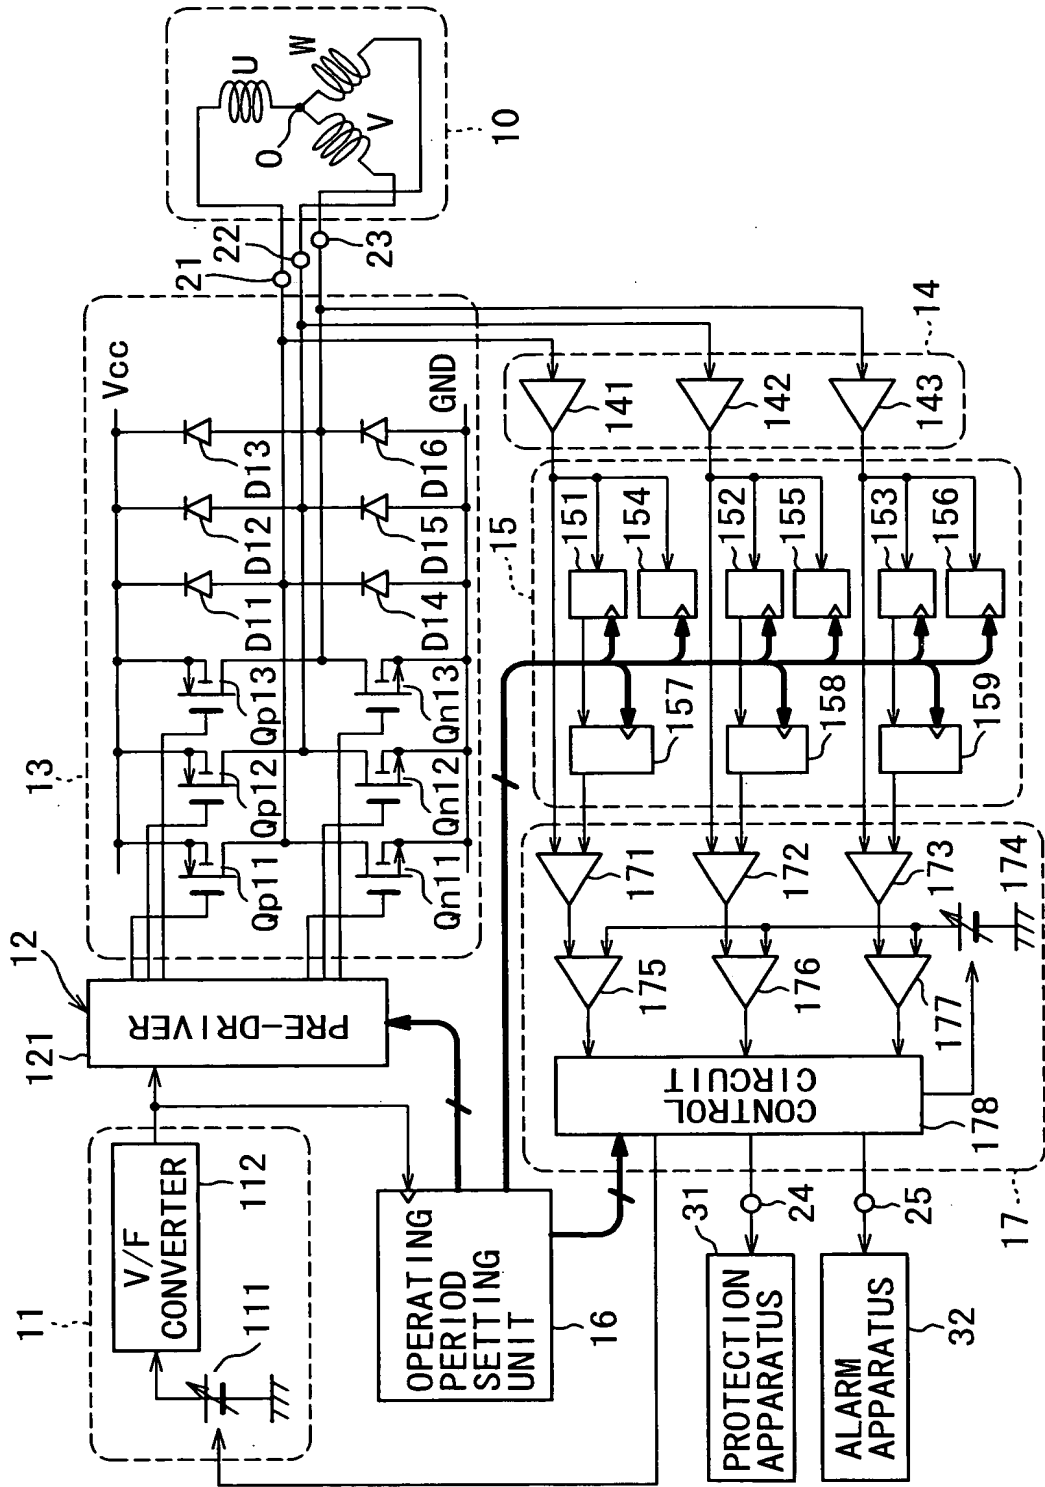 11
V/F
CONVERTER
112
111
12
121
PRE-DRIVER
13
Vcc
Qp11
Qp12
Qp13
D11
D12
D13
Qn11
Qn12
Qn13
D14
D15
D16
GND
21
22
23
O
U
W
V
10
OPERATING
PERIOD
SETTING
UNIT
16
15
151
154
157
152
155
158
153
156
159
14
141
142
143
171
172
173
174
175
176
177
CONTROL
CIRCUIT
178
17
24
25
31
PROTECTION
APPARATUS
ALARM
APPARATUS
32